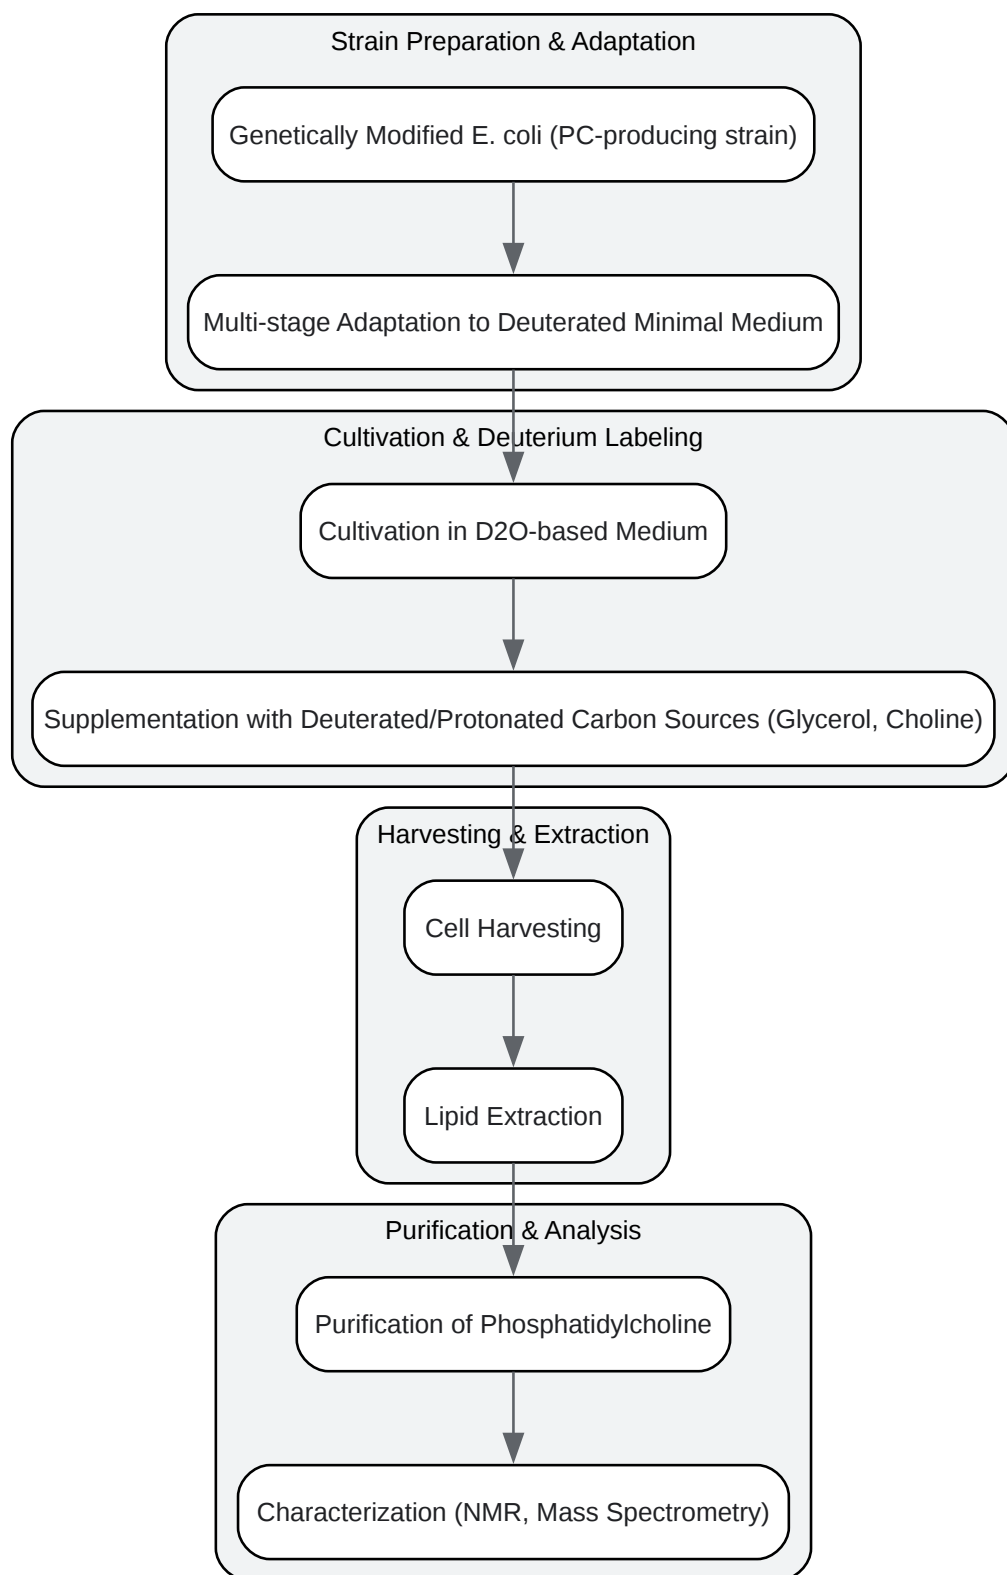 Strain Preparation & Adaptation
Genetically Modified E. coli (PC-producing strain)
Multi-stage Adaptation to Deuterated Minimal Medium
Cultivation & Deuterium Labeling
Cultivation in D2O-based Medium
Supplementation with Deuterated/Protonated Carbon Sources (Glycerol, Choline)
Harvesting & Extraction
Cell Harvesting
Lipid Extraction
Purification & Analysis
Purification of Phosphatidylcholine
Characterization (NMR, Mass Spectrometry)